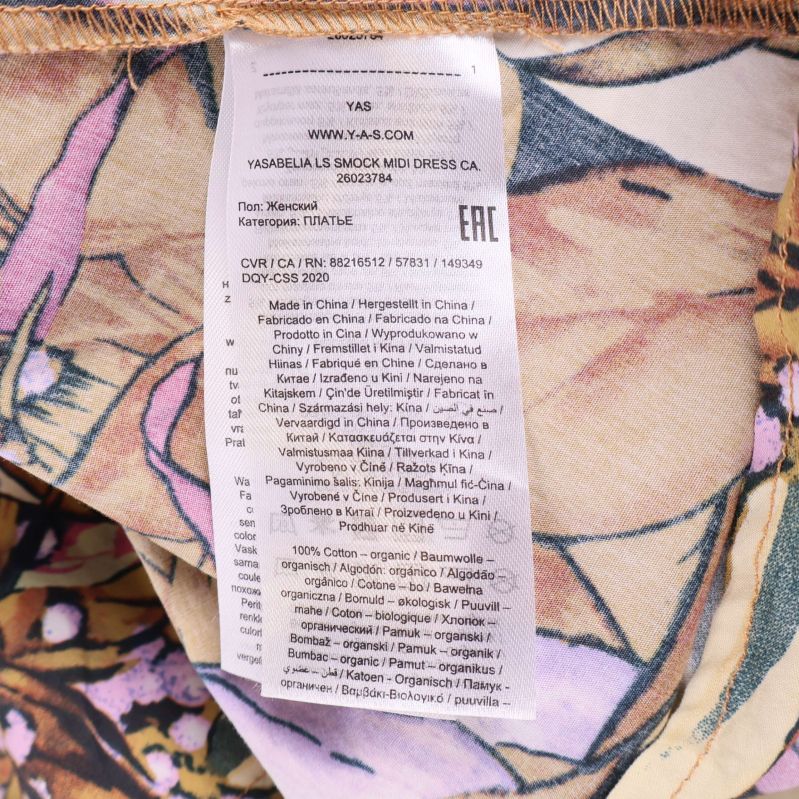 26023784
2 1
YAS
WWW.Y-A-S.COM
YASABELIA LS SMOCK MIDI DRESS CA.
26023784
Пол: Женский
Категория: ПЛАТЬЕ
EAC
CVR / CA / RN: 88216512 / 57831 / 149349
DQY-CSS 2020
Made in China / Hergestellt in China /
Fabricado en China / Fabricado na China /
Prodotto in Cina / Wyprodukowano w
Chiny / Fremstillet i Kina / Valmistatud
Hiinas / Fabriqué en Chine / Сделано в
Китае / Izrađeno u Kini / Narejeno na
Kitajskem / Çin'de Üretilmiştir / Fabricat în
China / Származási hely: Kína / صنع في الصين /
Vervaardigd in China / Произведено в
Китай / Κατασκευάζεται στην Κίνα /
Valmistusmaa Kiina / Tillverkad i Kina /
Vyrobeno v Číně / Ražots Ķīna /
Pagaminimo šalis: Kinija / Magħmul fiċ-Ċina /
Vyrobené v Číne / Produsert i Kina /
Зроблено в Китаї / Proizvedeno u Kini /
Prodhuar në Kinë
100% Cotton – organic / Baumwolle –
organisch / Algodón: orgánico / Algodão –
orgânico / Cotone – bio / Bawełna
organiczna / Bomuld – økologisk / Puuvill –
mahe / Coton – biologique / Хлопок –
органический / Pamuk – organski /
Bombaž – organski / Pamuk – organik /
Bumbac – organic / Pamut – organikus /
قطن – عضوي / Katoen - Organisch / Памук -
органичен / Βαμβάκι-Βιολογικό / puuvilla –